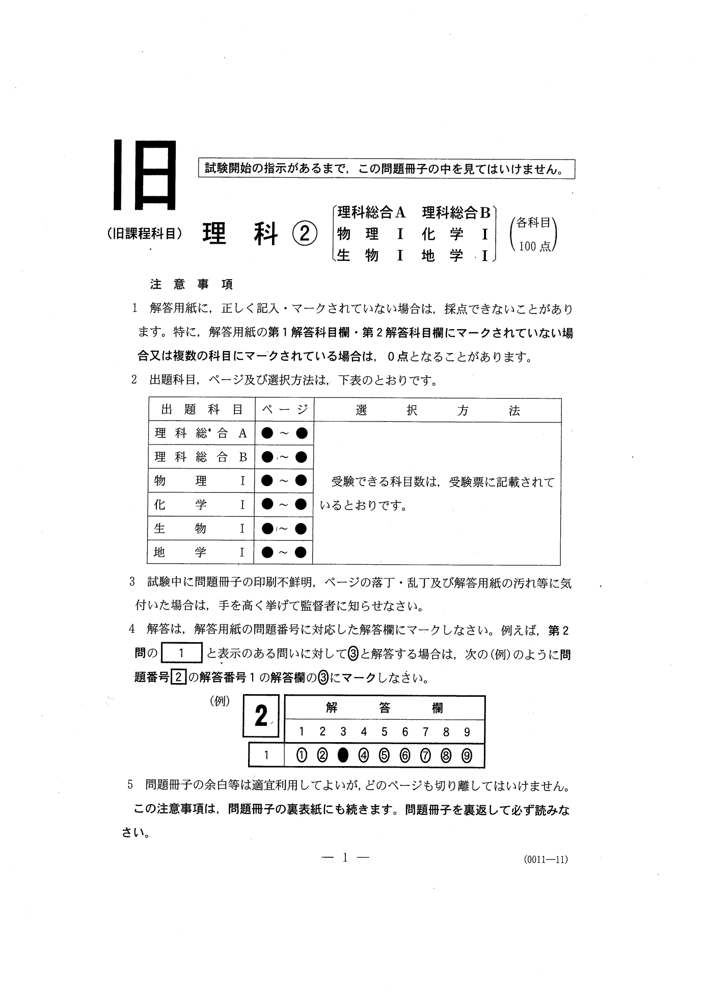 旧
試験開始の指示があるまで，この問題冊子の中を見てはいけません。
（旧課程科目） 理 科 ② 〔理科総合A 理科総合B 物理I 化学I 生物I 地学I〕 （各科目 100点）
注 意 事 項
1 解答用紙に，正しく記入・マークされていない場合は，採点できないことがあり
ます。特に，解答用紙の第1解答科目欄・第2解答科目欄にマークされていない場
合又は複数の科目にマークされている場合は，0点となることがあります。
2 出題科目，ページ及び選択方法は，下表のとおりです。
出 題 科 目 ペ ー ジ 選 択 方 法
理 科 総 合 A ●～●
理 科 総 合 B ●～●
物 理 I ●～● 受験できる科目数は，受験票に記載されて
化 学 I ●～● いるとおりです。
生 物 I ●～●
地 学 I ●～●
3 試験中に問題冊子の印刷不鮮明，ページの落丁・乱丁及び解答用紙の汚れ等に気
付いた場合は，手を高く挙げて監督者に知らせなさい。
4 解答は，解答用紙の問題番号に対応した解答欄にマークしなさい。例えば，第2
問の 1 と表示のある問いに対して③と解答する場合は，次の(例)のように問
題番号2の解答番号1の解答欄の③にマークしなさい。
(例) 2 解 答 欄
1 2 3 4 5 6 7 8 9
1 ① ② ● ④ ⑤ ⑥ ⑦ ⑧ ⑨
5 問題冊子の余白等は適宜利用してよいが，どのページも切り離してはいけません。
この注意事項は，問題冊子の裏表紙にも続きます。問題冊子を裏返して必ず読みな
さい。
— 1 — (0011—11)